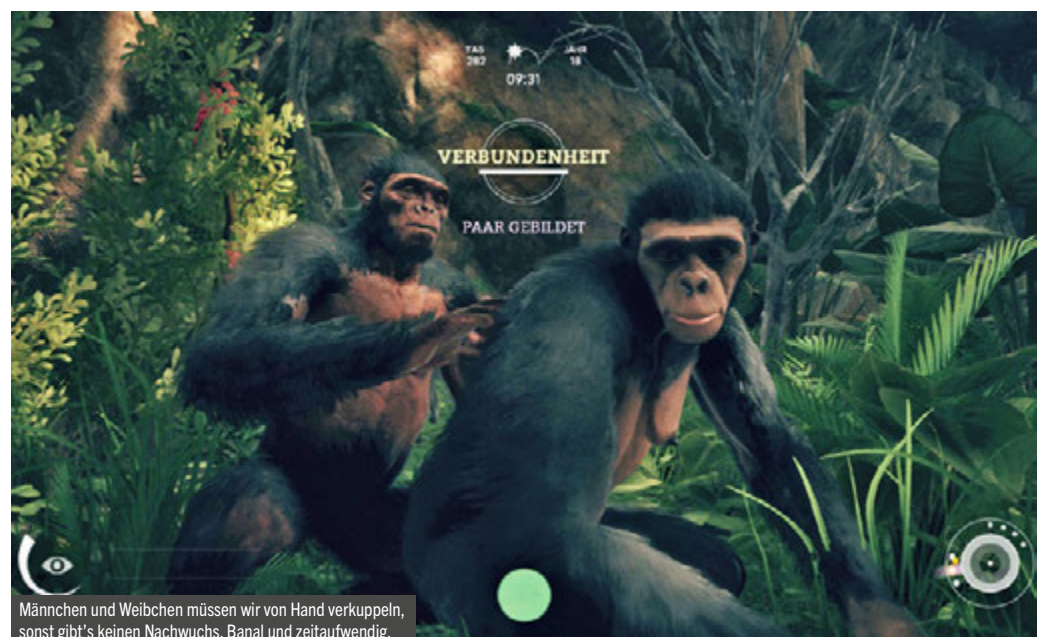 TAG JAHR
282 18
09:31
VERBUNDENHEIT
PAAR GEBILDET
Männchen und Weibchen müssen wir von Hand verkuppeln,
sonst gibt's keinen Nachwuchs. Banal und zeitaufwendig.